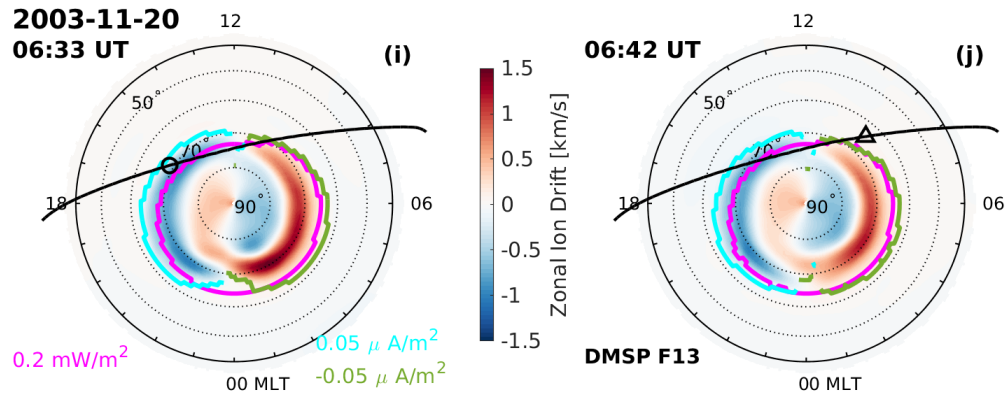 2003-11-20
06:33 UT
12
(i)
50°
70°
18
90°
06
0.2 mW/m²
0.05 μ A/m²
-0.05 μ A/m²
00 MLT
1.5
1
0.5
0
-0.5
-1
-1.5
Zonal Ion Drift [km/s]
06:42 UT
12
(j)
50°
70°
18
90°
06
DMSP F13
00 MLT